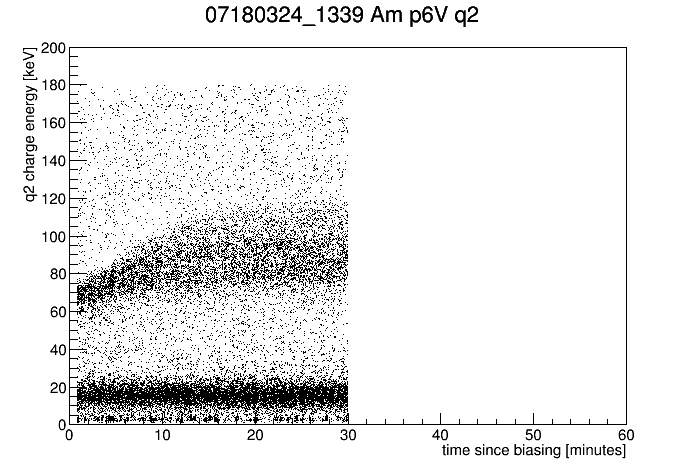 07180324_1339 Am p6V q2
q2 charge energy [keV]
200
180
160
140
120
100
80
60
40
20
0
0 10 20 30 40 50 60
time since biasing [minutes]